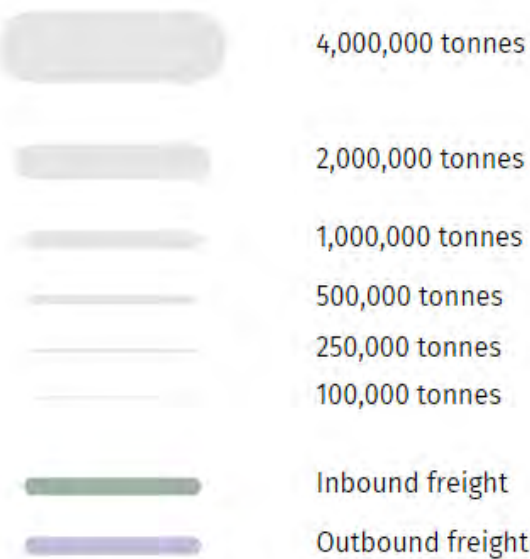 4,000,000 tonnes
2,000,000 tonnes
1,000,000 tonnes
500,000 tonnes
250,000 tonnes
100,000 tonnes
Inbound freight
Outbound freight